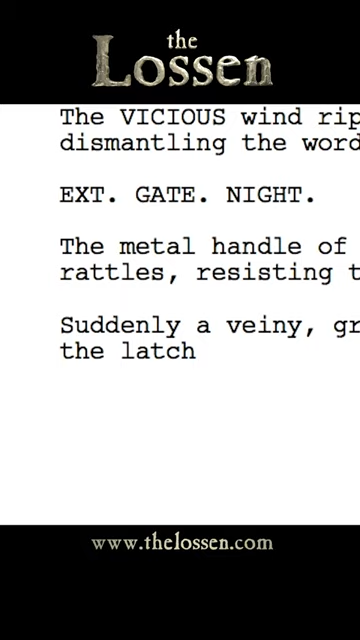 the
Lossen
The VICIOUS wind rip
dismantling the word
EXT. GATE. NIGHT.
The metal handle of
rattles, resisting t
Suddenly a veiny, gr
the latch
www.thelossen.com